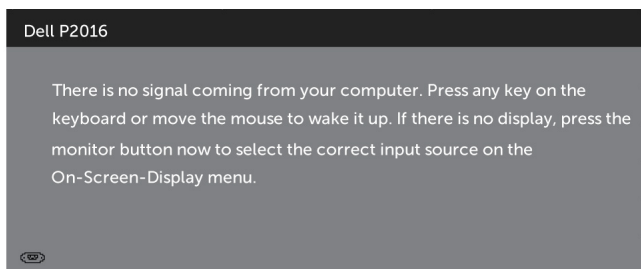 Dell P2016
There is no signal coming from your computer. Press any key on the
keyboard or move the mouse to wake it up. If there is no display, press the
monitor button now to select the correct input source on the
On-Screen-Display menu.